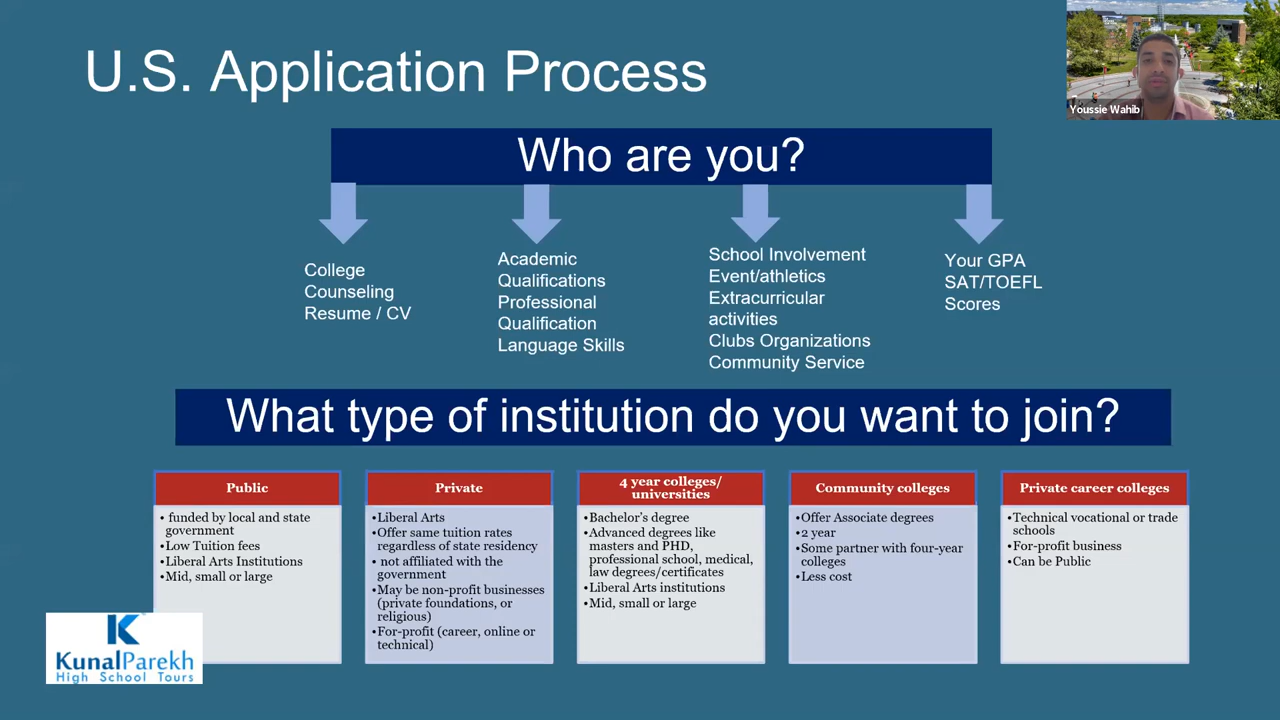 U.S. Application Process
Youssie Wahib
Who are you?
College
Counseling
Resume / CV
Academic
Qualifications
Professional
Qualification
Language Skills
School Involvement
Event/athletics
Extracurricular
activities
Clubs Organizations
Community Service
Your GPA
SAT/TOEFL
Scores
What type of institution do you want to join?
Public
• funded by local and state
government
•Low Tuition fees
•Liberal Arts Institutions
•Mid, small or large
Private
•Liberal Arts
•Offer same tuition rates
regardless of state residency
• not affiliated with the
government
•May be non-profit businesses
(private foundations, or
religious)
•For-profit (career, online or
technical)
4 year colleges/
universities
•Bachelor's degree
•Advanced degrees like
masters and PHD,
professional school, medical,
law degrees/certificates
•Liberal Arts institutions
•Mid, small or large
Community colleges
•Offer Associate degrees
•2 year
•Some partner with four-year
colleges
•Less cost
Private career colleges
•Technical vocational or trade
schools
•For-profit business
•Can be Public
K
KunalParekh
High School Tours